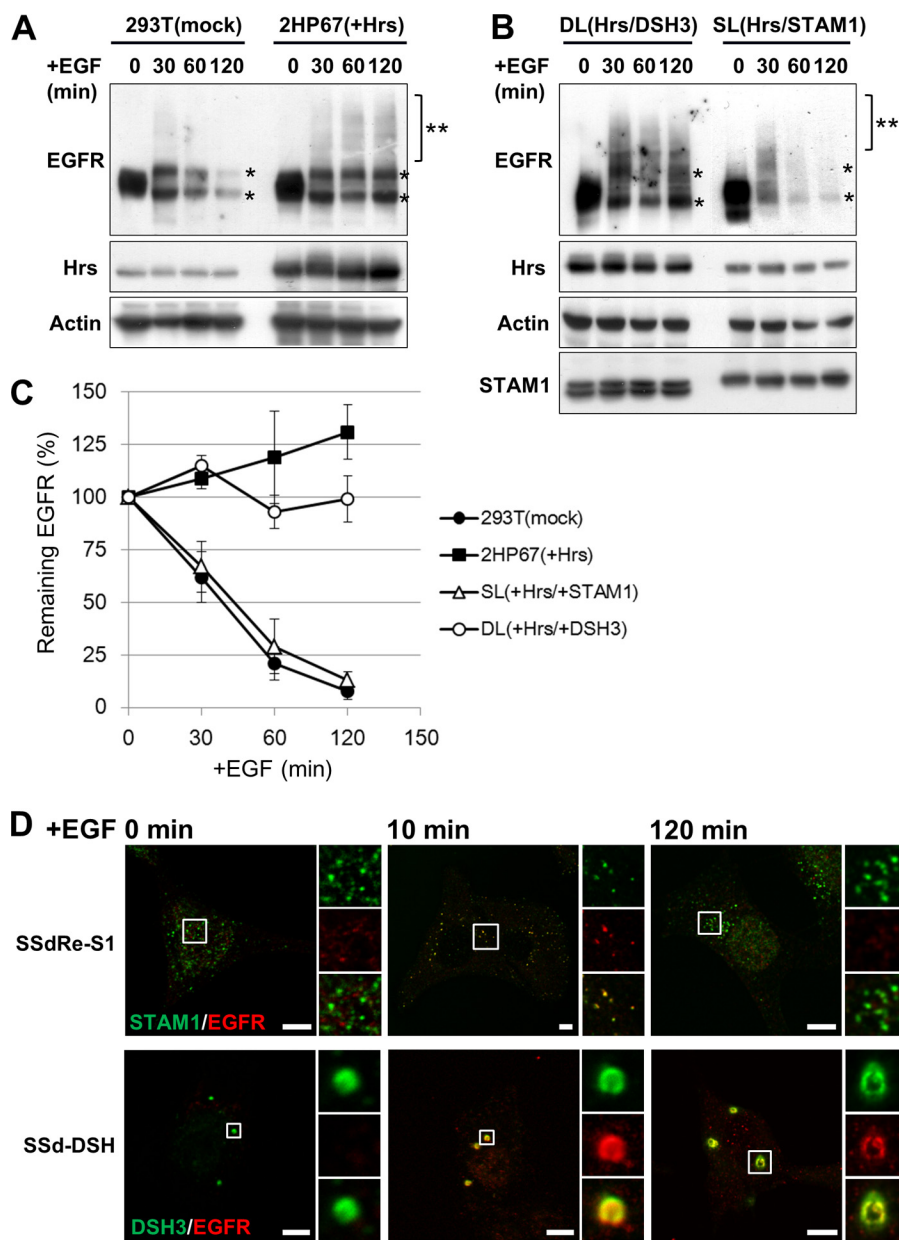 A
293T(mock) 2HP67(+Hrs)
+EGF 0 30 60 120 0 30 60 120
(min)
**
EGFR
*
*
*
*
Hrs
Actin
B
DL(Hrs/DSH3) SL(Hrs/STAM1)
+EGF 0 30 60 120 0 30 60 120
(min)
**
EGFR
*
*
*
*
Hrs
Actin
STAM1
C
150
125
100
75
50
25
0
Remaining EGFR (%)
0 30 60 120 150
+EGF (min)
293T(mock)
2HP67(+Hrs)
SL(+Hrs/+STAM1)
DL(+Hrs/+DSH3)
D
+EGF 0 min 10 min 120 min
SSdRe-S1
STAM1/EGFR
SSd-DSH
DSH3/EGFR